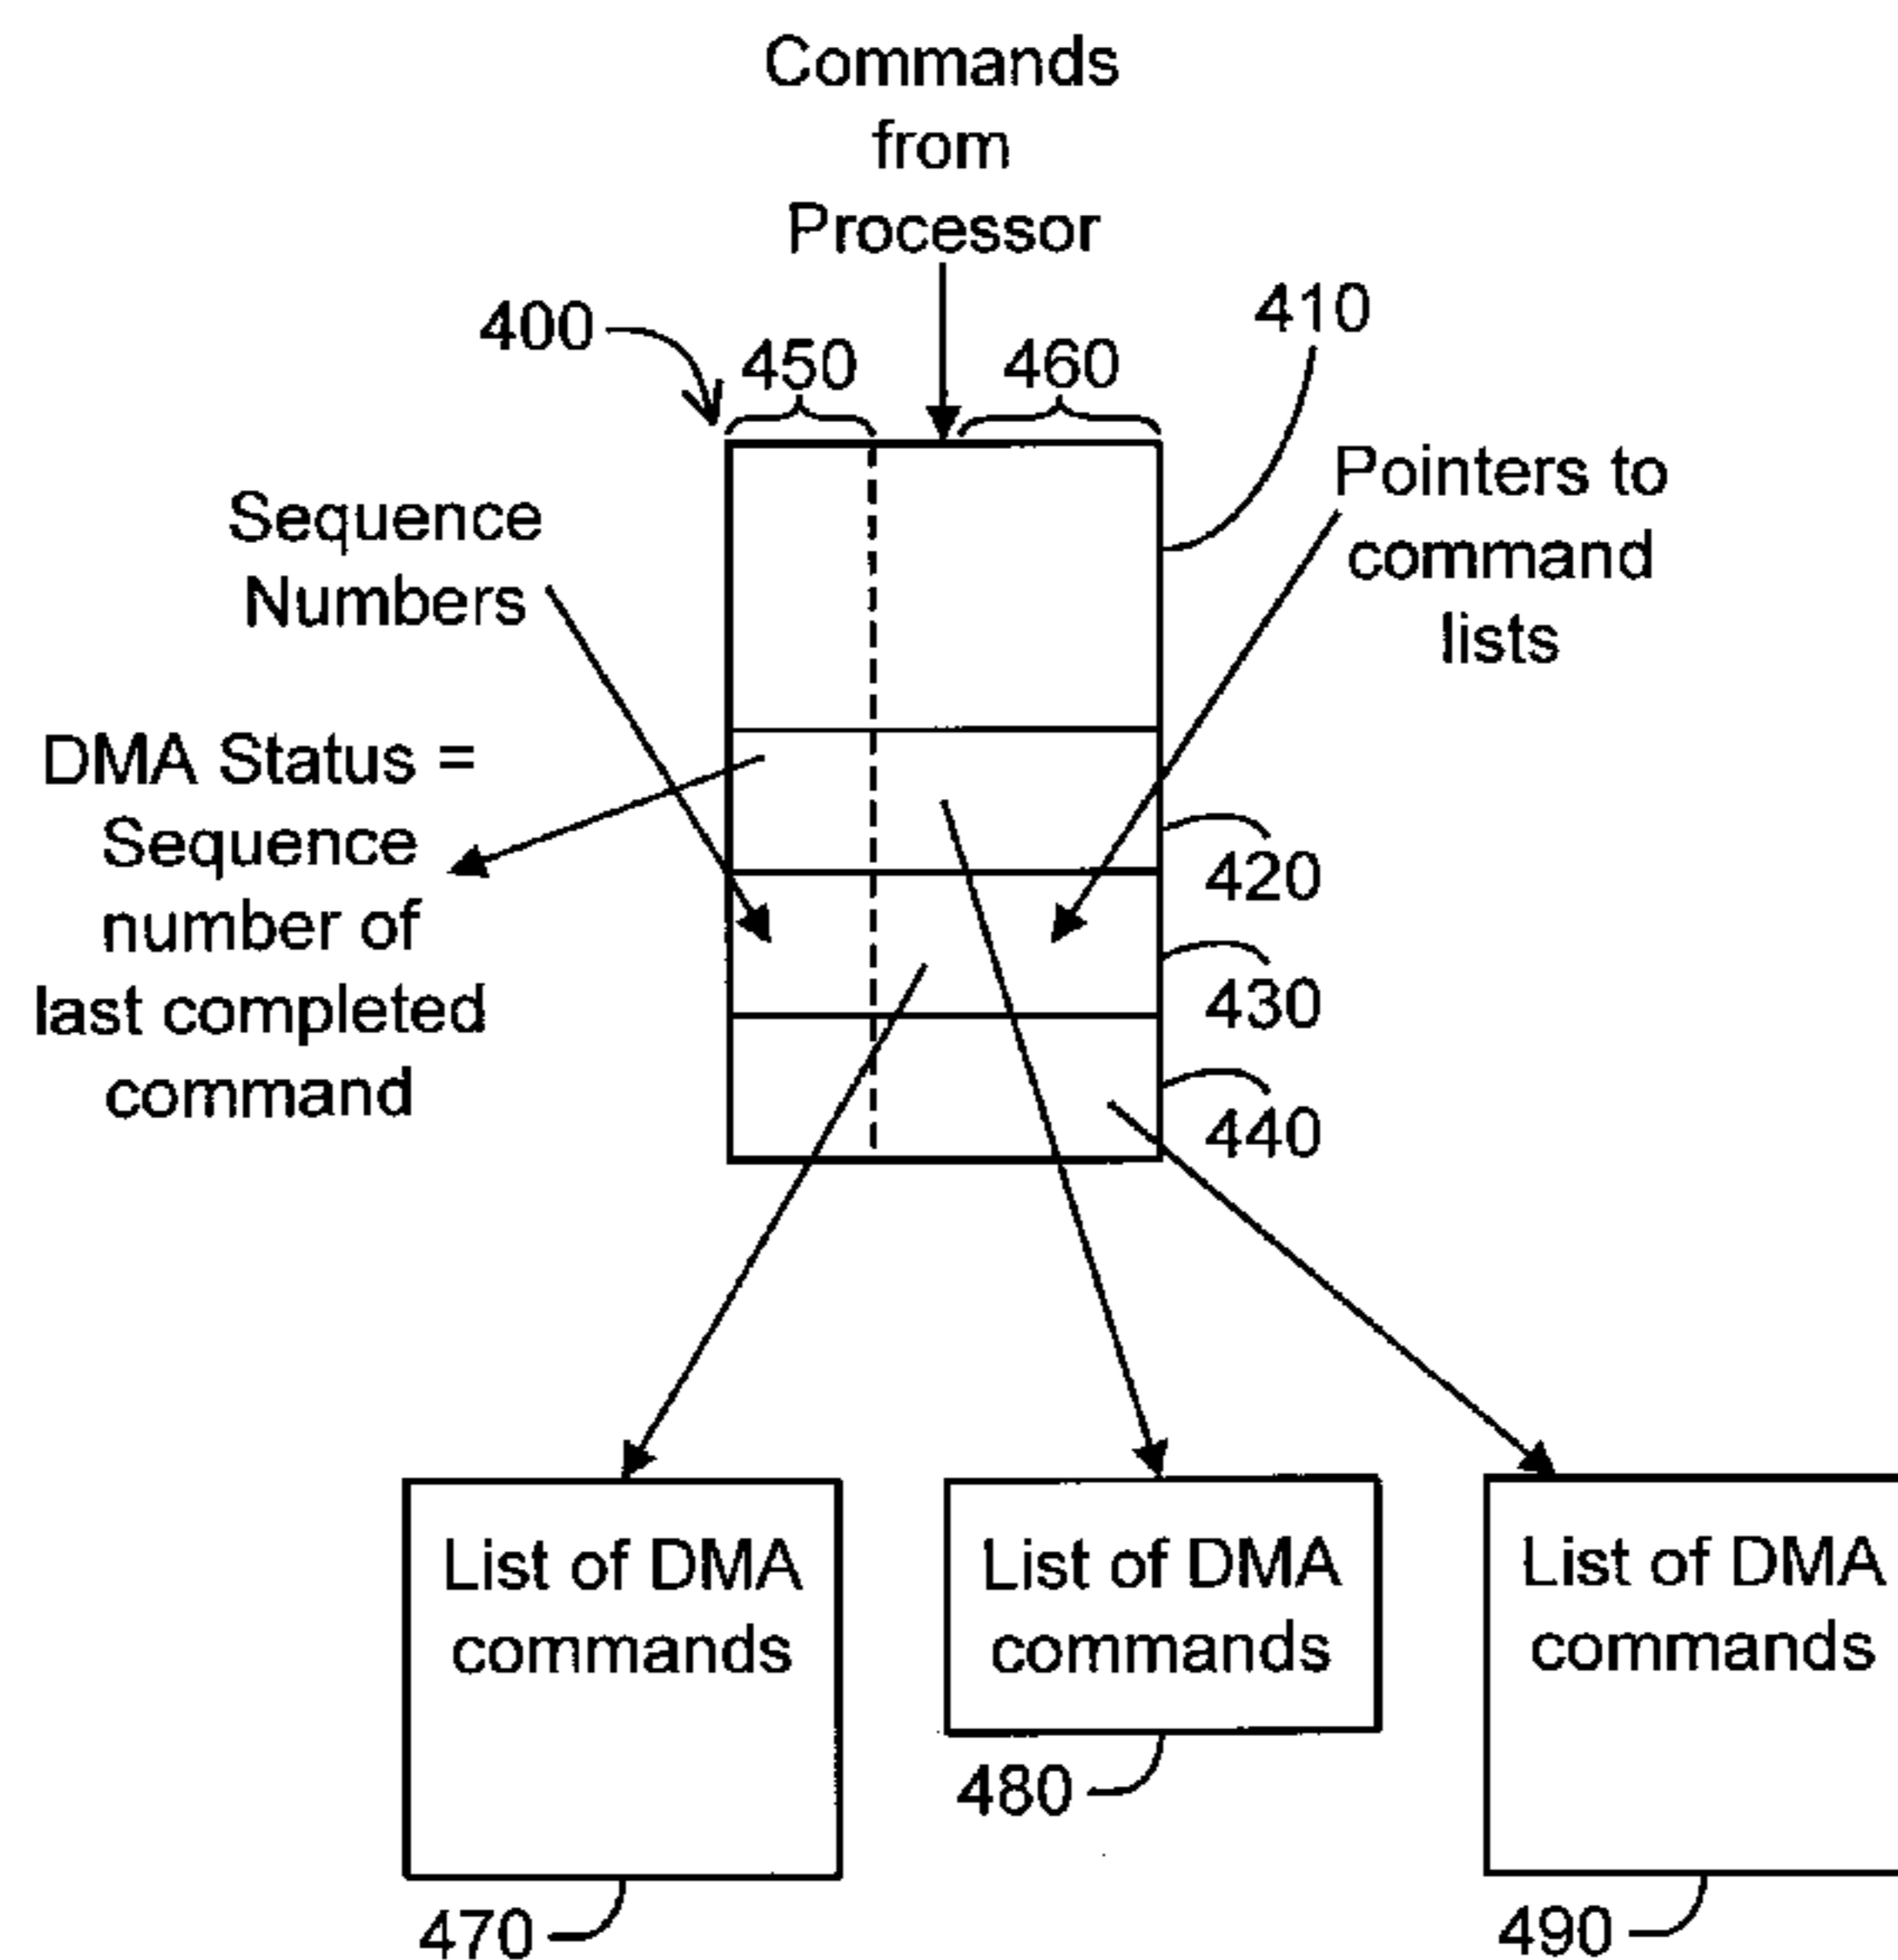 Commands
from
Processor
400
450
460
410
Sequence
Numbers
Pointers to
command
lists
DMA Status =
Sequence
number of
last completed
command
420
430
440
List of DMA
commands
List of DMA
commands
List of DMA
commands
470
480
490